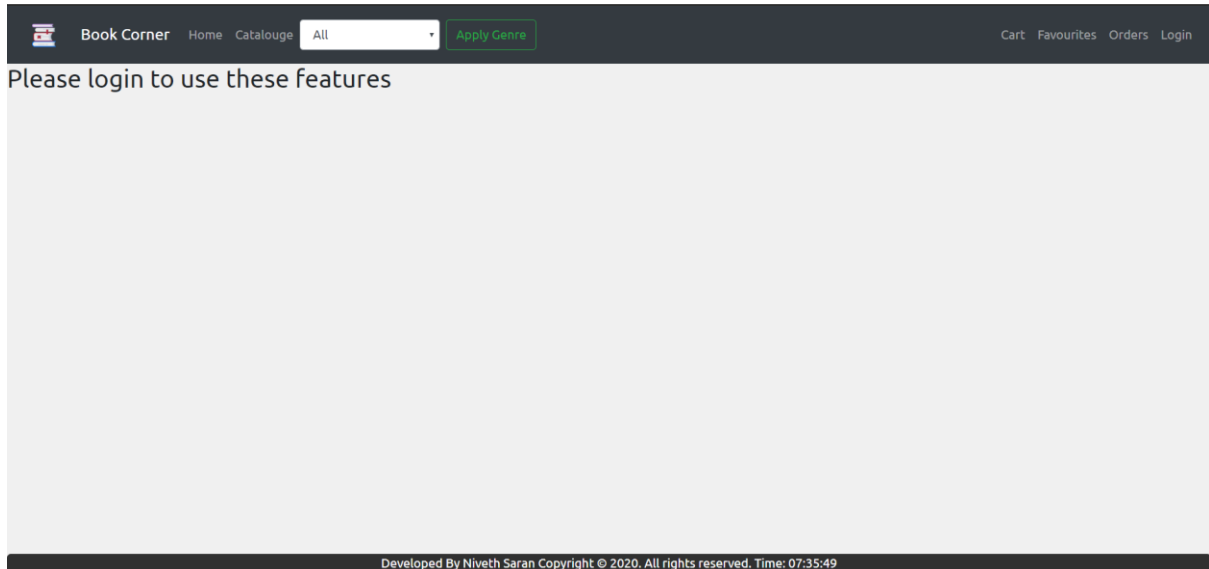 Book Corner Home Catalouge All Apply Genre Cart Favourites Orders Login
Please login to use these features
Developed By Niveth Saran Copyright © 2020. All rights reserved. Time: 07:35:49